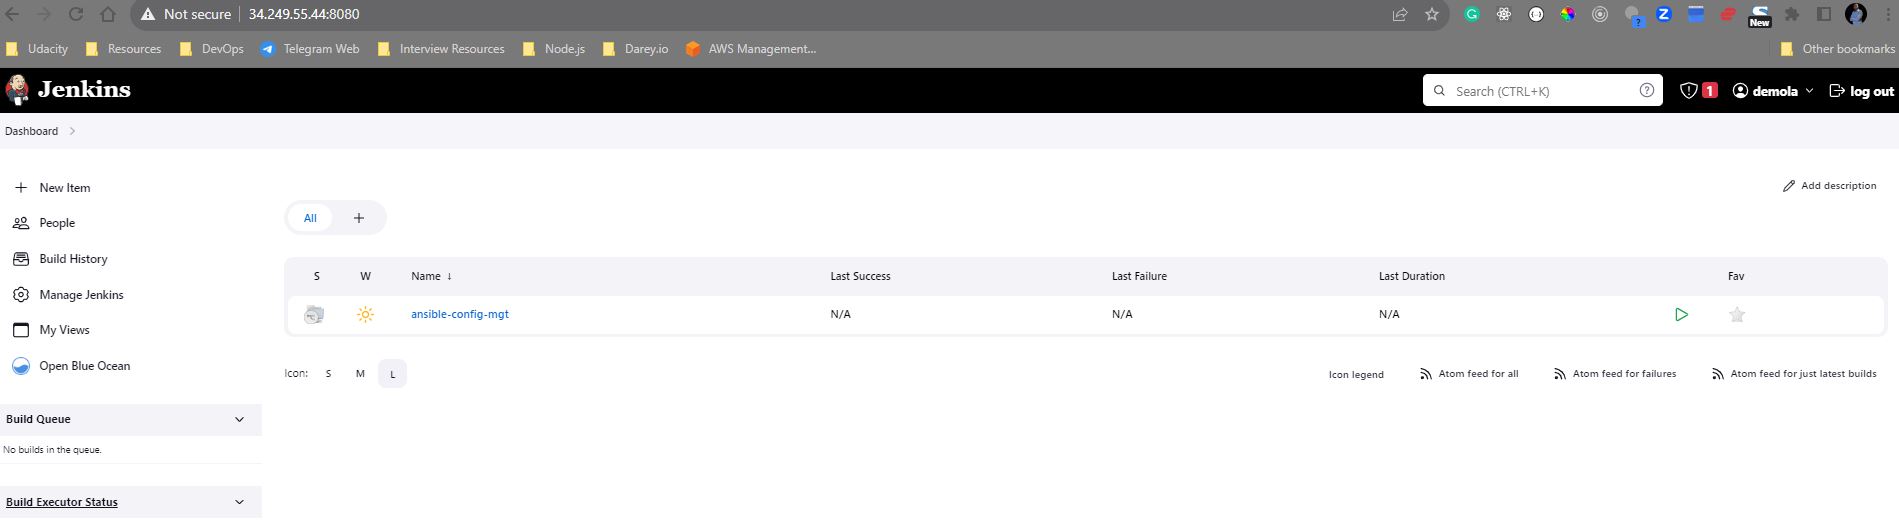 Not secure 34.249.55.44:8080
?
New
Udacity Resources DevOps Telegram Web Interview Resources Node.js Darey.io AWS Management... Other bookmarks
Jenkins Search (CTRL+K) ? 1 demola log out
Dashboard
New Item
Add description
People
All +
Build History
S W Name ↓ Last Success Last Failure Last Duration Fav
Manage Jenkins
ansible-config-mgt N/A N/A N/A
My Views
Open Blue Ocean
Icon: S M L Icon legend Atom feed for all Atom feed for failures Atom feed for just latest builds
Build Queue
No builds in the queue.
Build Executor Status